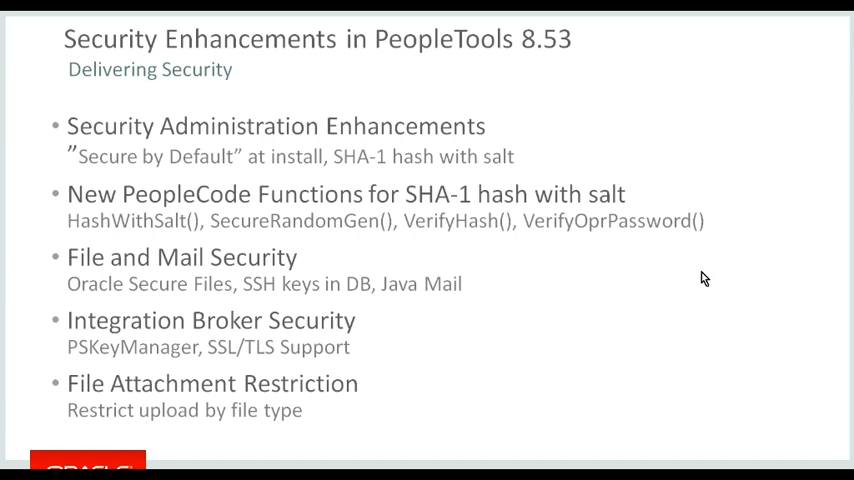 Security Enhancements in PeopleTools 8.53
Delivering Security
• Security Administration Enhancements
”Secure by Default” at install, SHA-1 hash with salt
• New PeopleCode Functions for SHA-1 hash with salt
HashWithSalt(), SecureRandomGen(), VerifyHash(), VerifyOprPassword()
• File and Mail Security
Oracle Secure Files, SSH keys in DB, Java Mail
• Integration Broker Security
PSKeyManager, SSL/TLS Support
• File Attachment Restriction
Restrict upload by file type
ORACLE